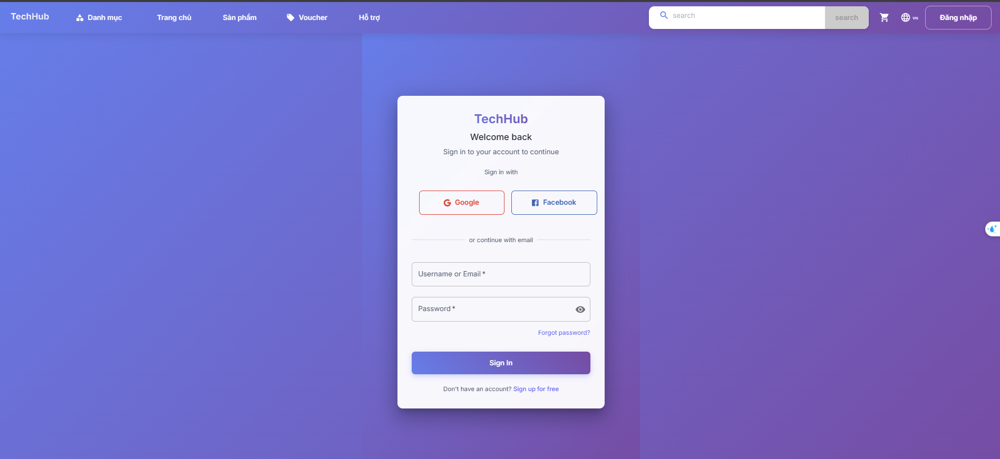 TechHub
Danh mục
Trang chủ
Sản phẩm
Voucher
Hỗ trợ
search
search
VN
Đăng nhập
TechHub
Welcome back
Sign in to your account to continue
Sign in with
Google
Facebook
or continue with email
Username or Email *
Password *
Forgot password?
Sign In
Don't have an account? Sign up for free